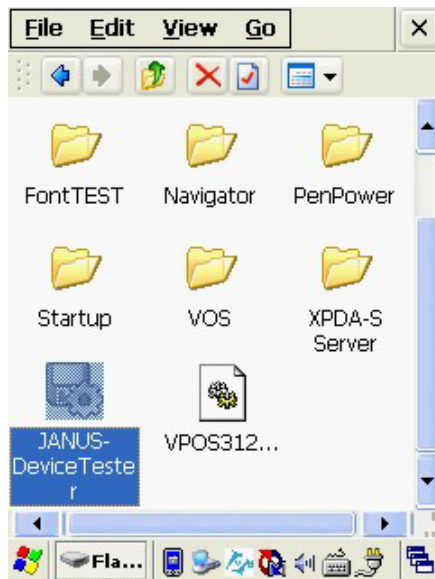 File Edit View Go
FontTEST Navigator PenPower
Startup VOS XPDA-S
Server
JANUS-
DeviceTeste
r
VPOS312...
Fla...